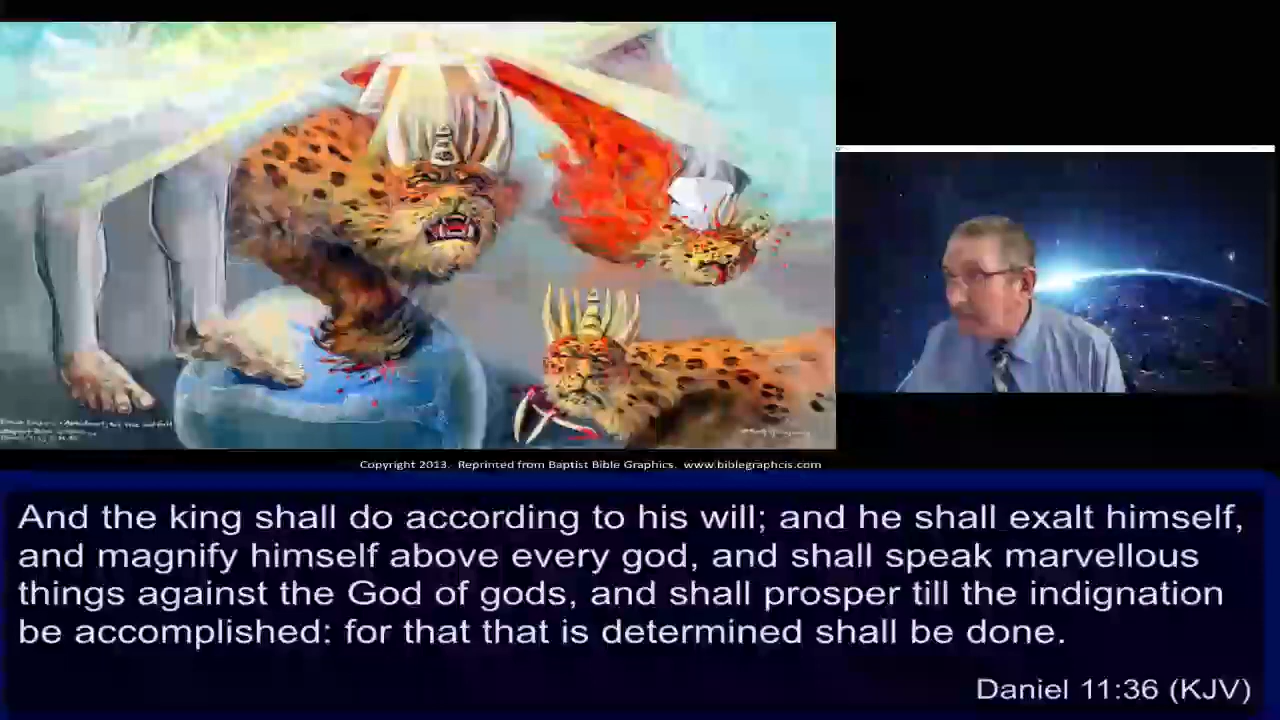 Copyright 2013. Reprinted from Baptist Bible Graphics. www.biblegraphcis.com
And the king shall do according to his will; and he shall exalt himself,
and magnify himself above every god, and shall speak marvellous
things against the God of gods, and shall prosper till the indignation
be accomplished: for that that is determined shall be done.
Daniel 11:36 (KJV)